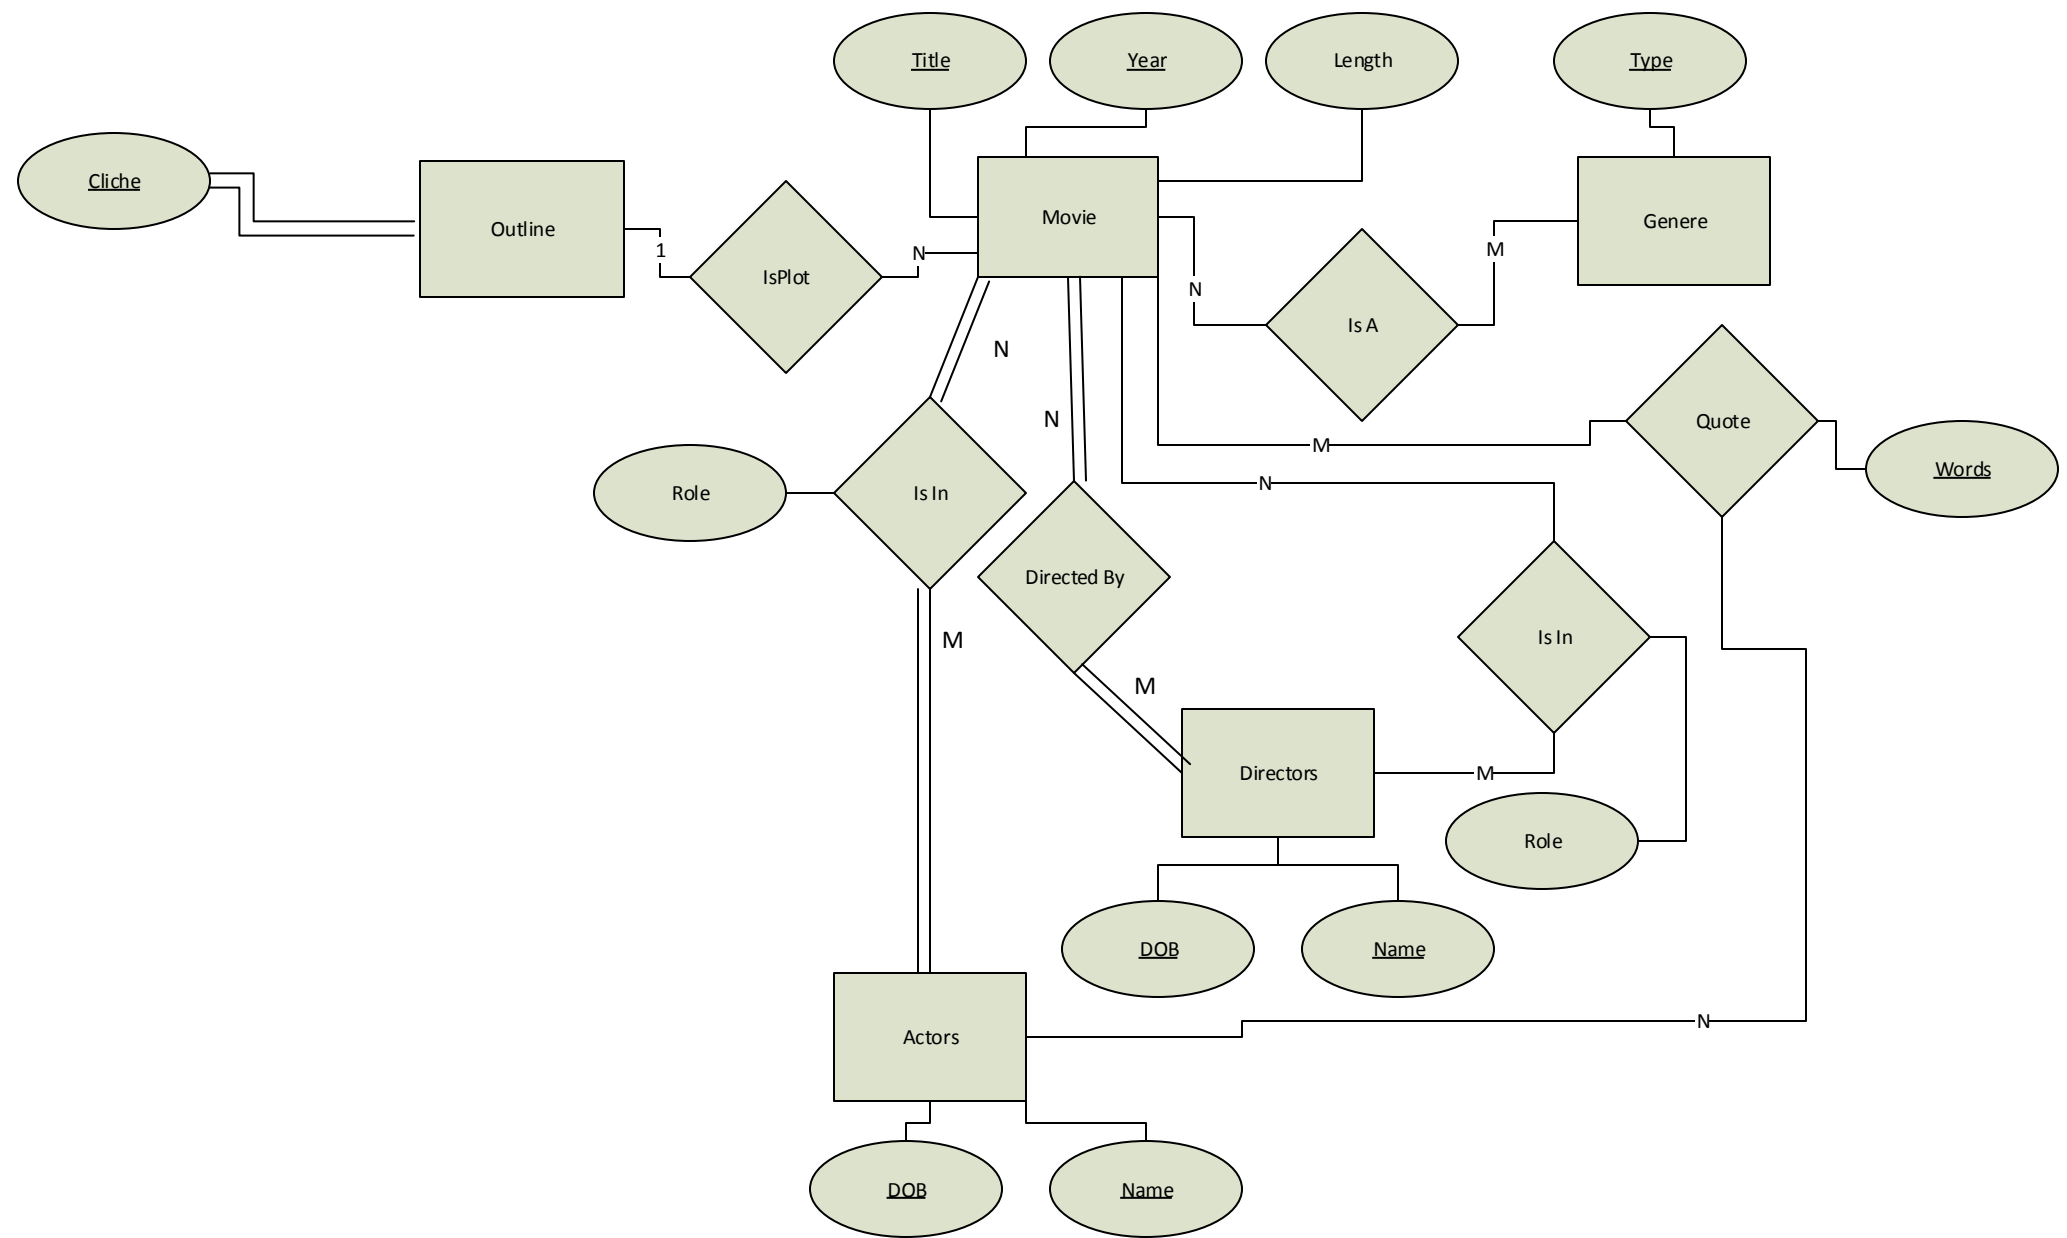 Title
Year
Length
Type
Cliche
Outline
1
IsPlot
N
Movie
N
Is A
M
Genere
N
N
M
Quote
Words
N
Role
Is In
Directed By
Is In
M
M
Directors
M
Role
DOB
Name
Actors
N
DOB
Name